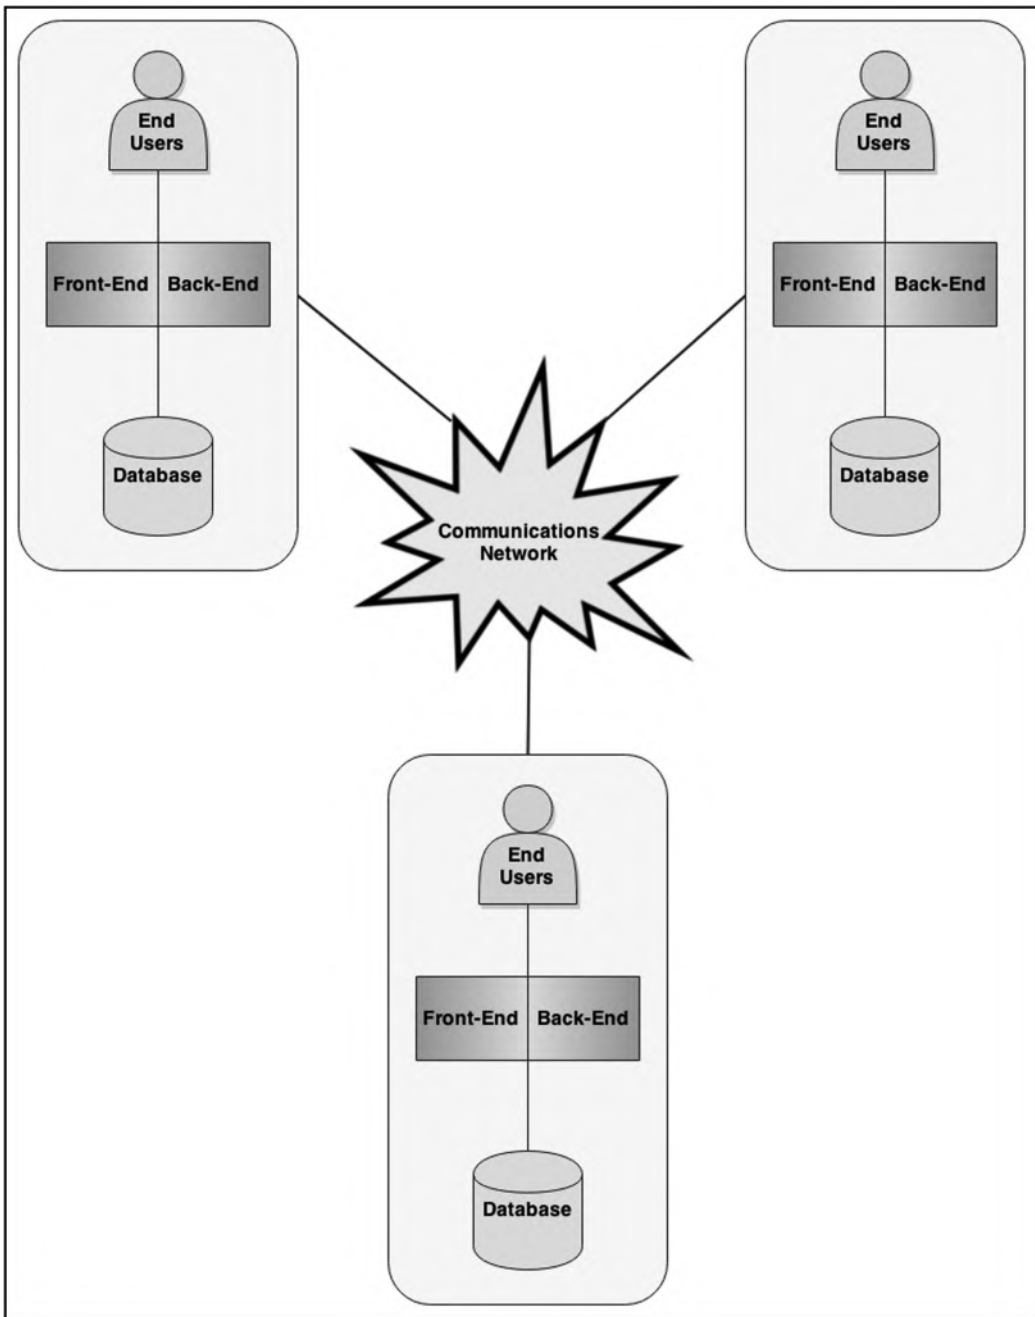 End
Users
Front-End
Back-End
Database
End
Users
Front-End
Back-End
Database
Communications
Network
End
Users
Front-End
Back-End
Database